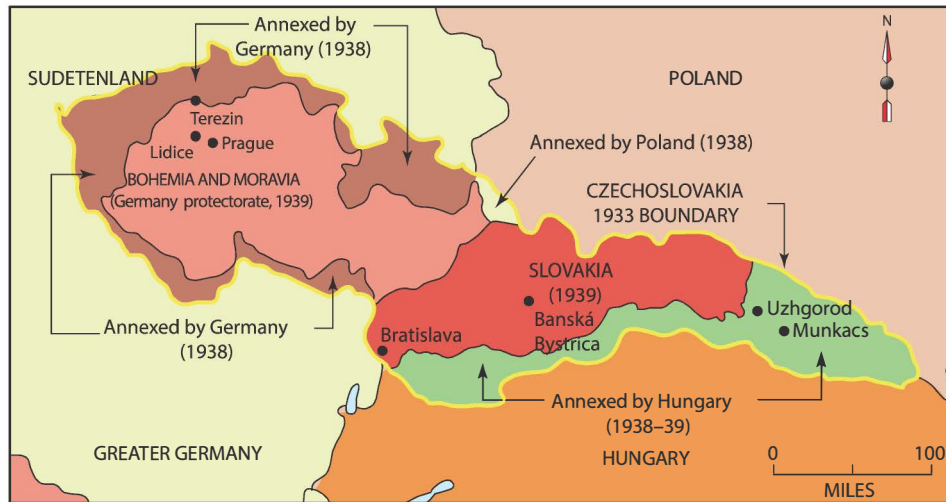 Annexed by
Germany (1938)
N
SUDETENLAND
POLAND
Terezin
Lidice
Prague
Annexed by Poland (1938)
BOHEMIA AND MORAVIA
(Germany protectorate, 1939)
CZECHOSLOVAKIA
1933 BOUNDARY
SLOVAKIA
(1939)
Banská
Bystrica
Uzhgorod
Munkacs
Annexed by Germany
(1938)
Bratislava
Annexed by Hungary
(1938–39)
GREATER GERMANY
HUNGARY
0
100
MILES